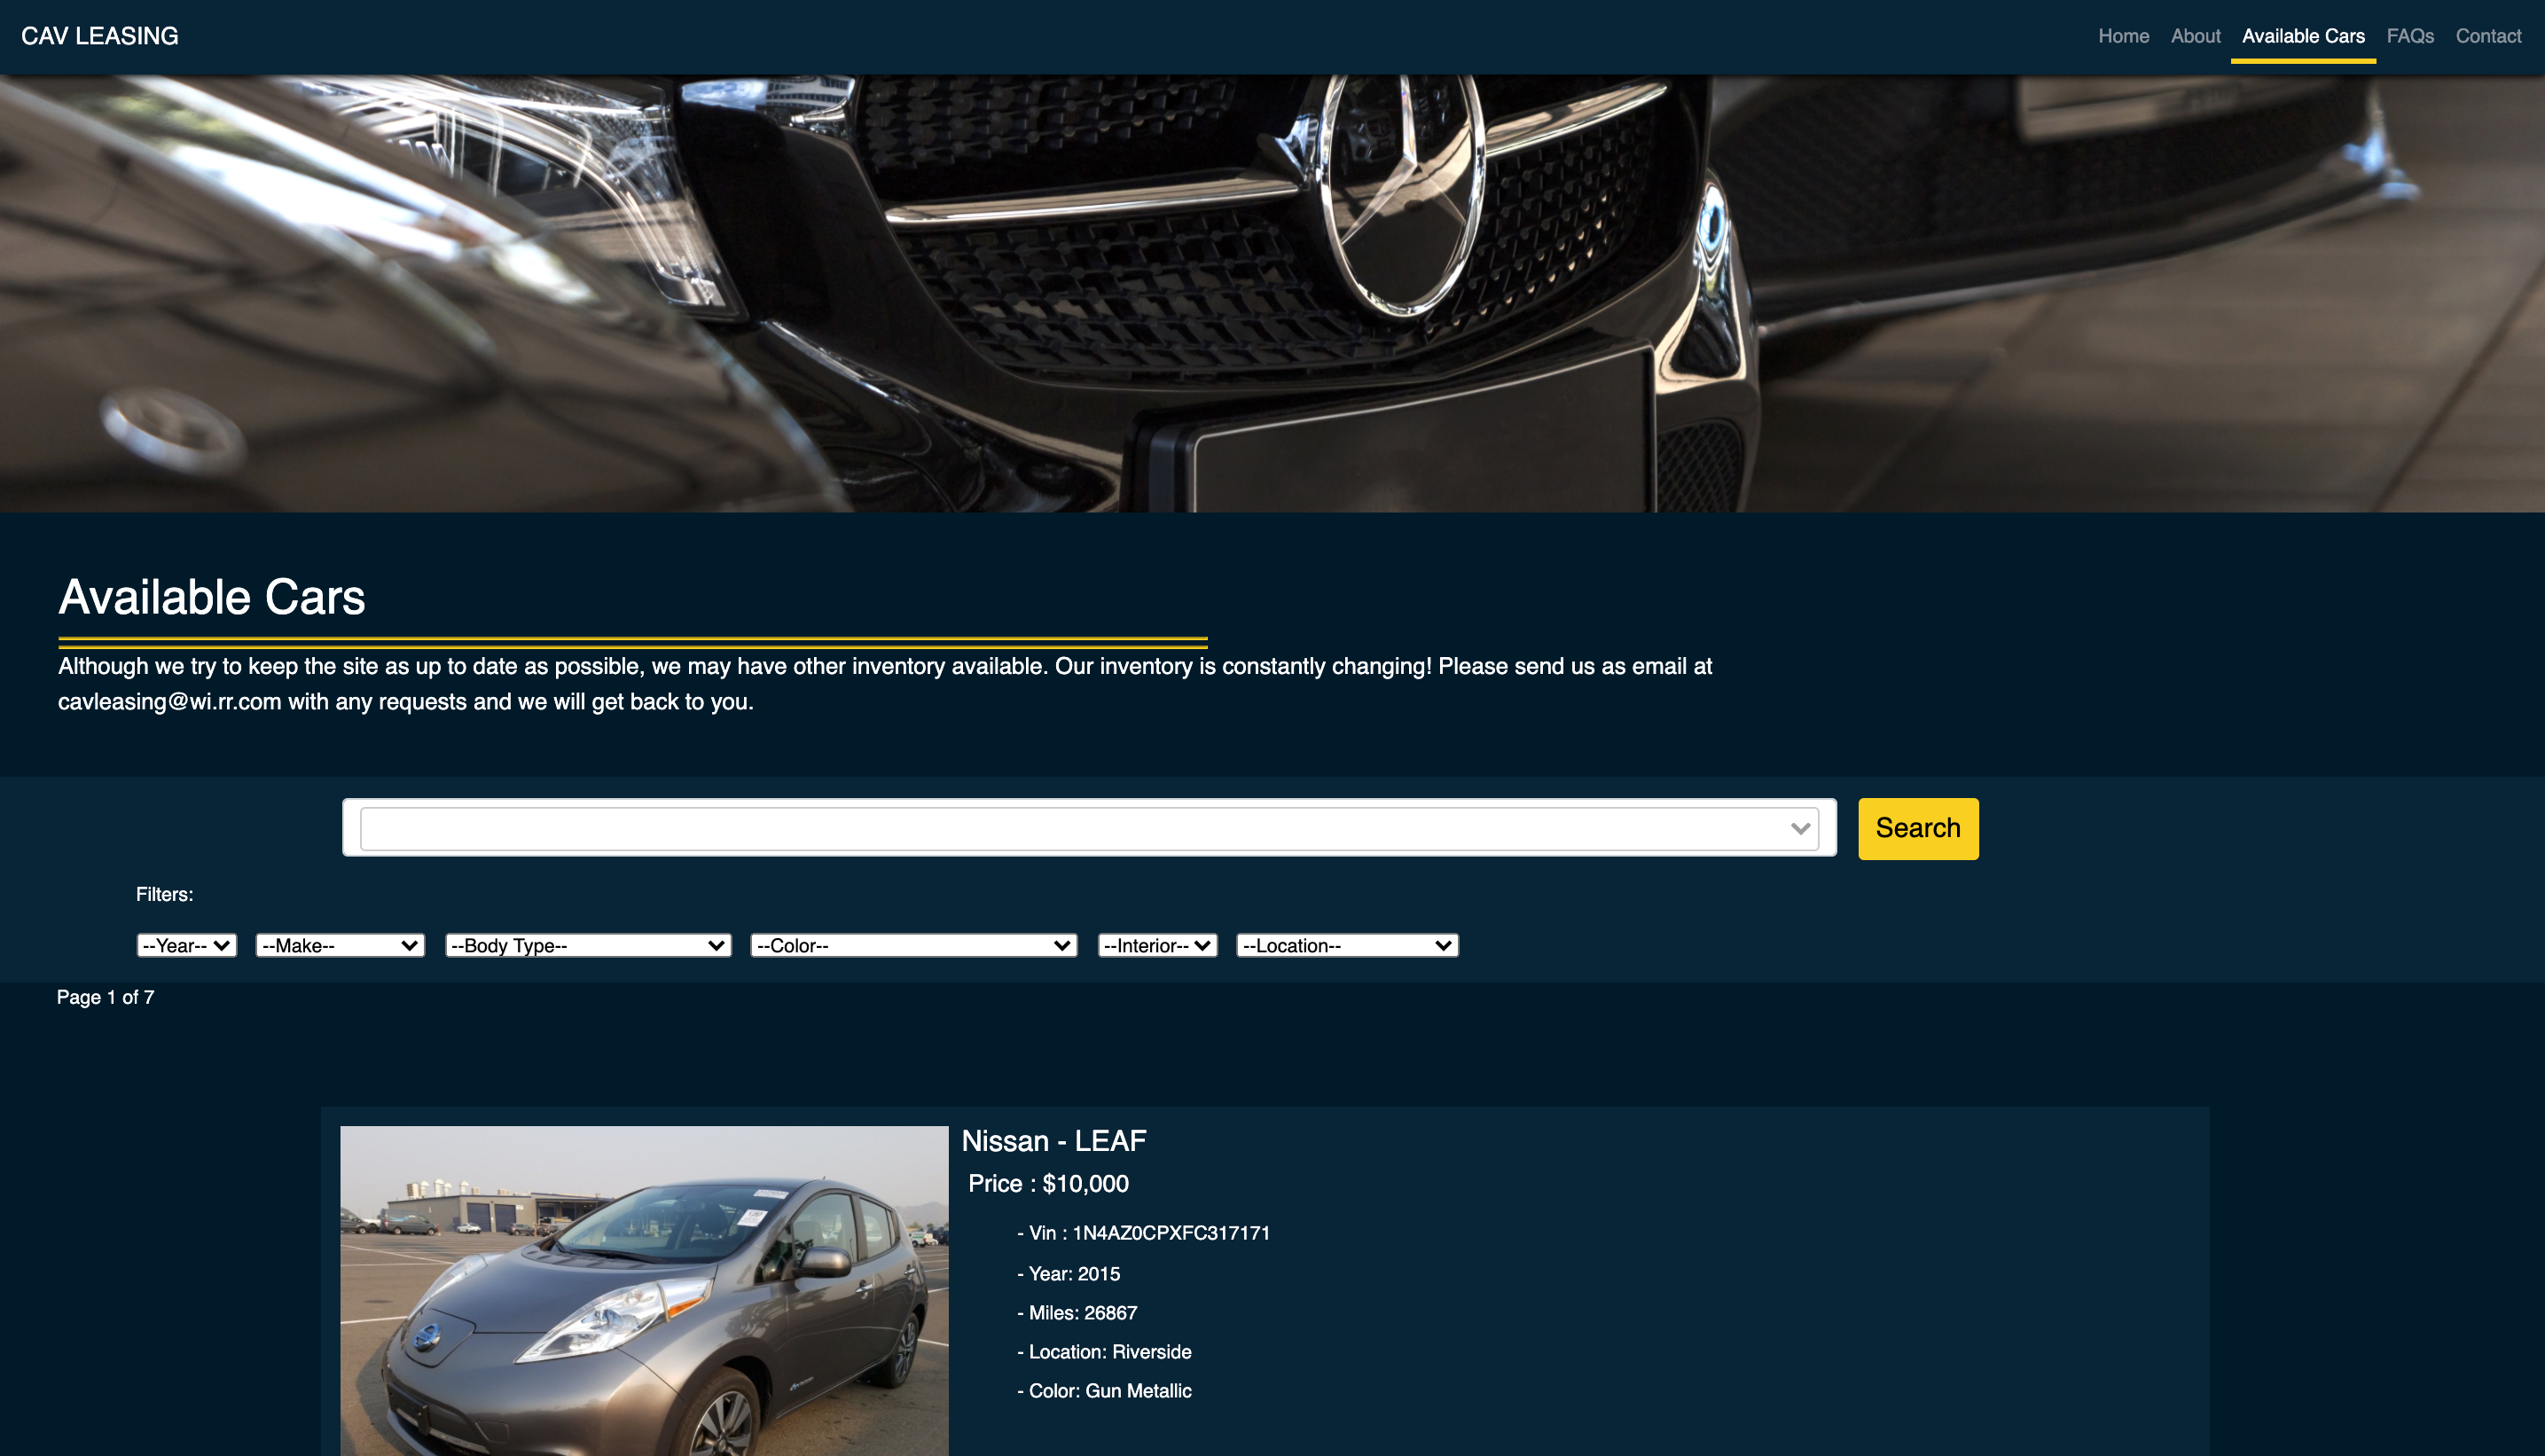 CAV LEASING
Home About Available Cars FAQs Contact
Available Cars
Although we try to keep the site as up to date as possible, we may have other inventory available. Our inventory is constantly changing! Please send us as email at
cavleasing@wi.rr.com with any requests and we will get back to you.
Search
Filters:
--Year-- --Make-- --Body Type-- --Color-- --Interior-- --Location--
Page 1 of 7
Nissan - LEAF
Price : $10,000
- Vin : 1N4AZ0CPXFC317171
- Year: 2015
- Miles: 26867
- Location: Riverside
- Color: Gun Metallic